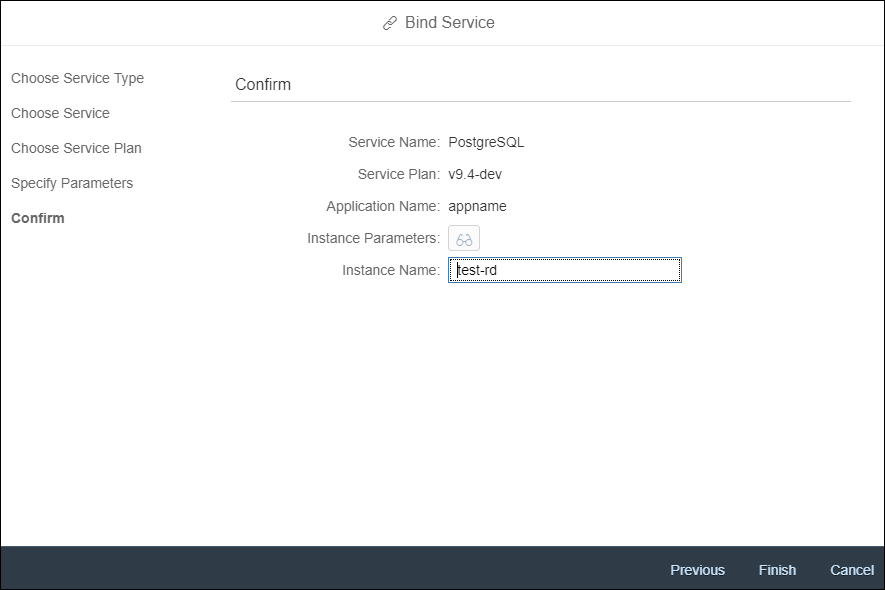 Bind Service
Choose Service Type
Choose Service
Choose Service Plan
Specify Parameters
Confirm
Confirm
Service Name: PostgreSQL
Service Plan: v9.4-dev
Application Name: appname
Instance Parameters:
Instance Name: test-rd
Previous Finish Cancel